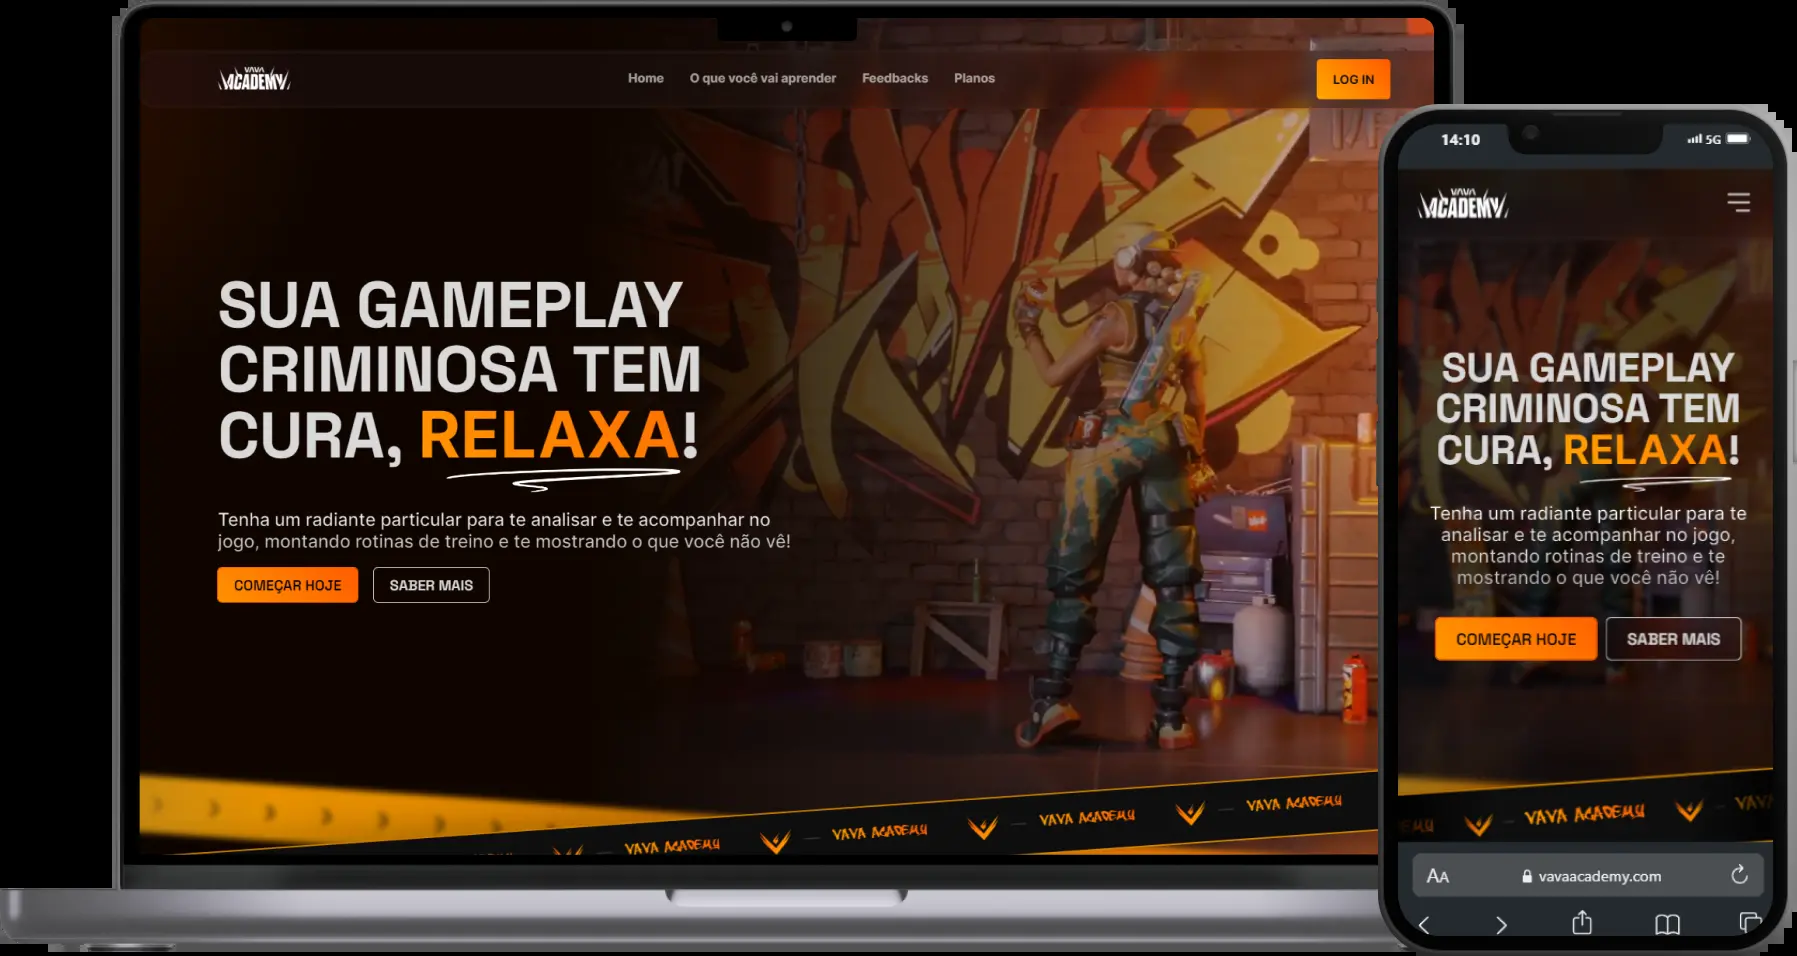 VAVA
ACADEMY
Home
O que você vai aprender
Feedbacks
Planos
LOG IN
SUA GAMEPLAY
CRIMINOSA TEM
CURA, RELAXA!
Tenha um radiante particular para te analisar e te acompanhar no
jogo, montando rotinas de treino e te mostrando o que você não vê!
COMEÇAR HOJE
SABER MAIS
VAVA ACADEMY
VAVA ACADEMY
VAVA ACADEMY
VAVA ACADEMY
14:10
5G
VAVA
ACADEMY
SUA GAMEPLAY
CRIMINOSA TEM
CURA, RELAXA!
Tenha um radiante particular para te
analisar e te acompanhar no jogo,
montando rotinas de treino e te
mostrando o que você não vê!
COMEÇAR HOJE
SABER MAIS
VAVA ACADEMY
AA
vavaacademy.com